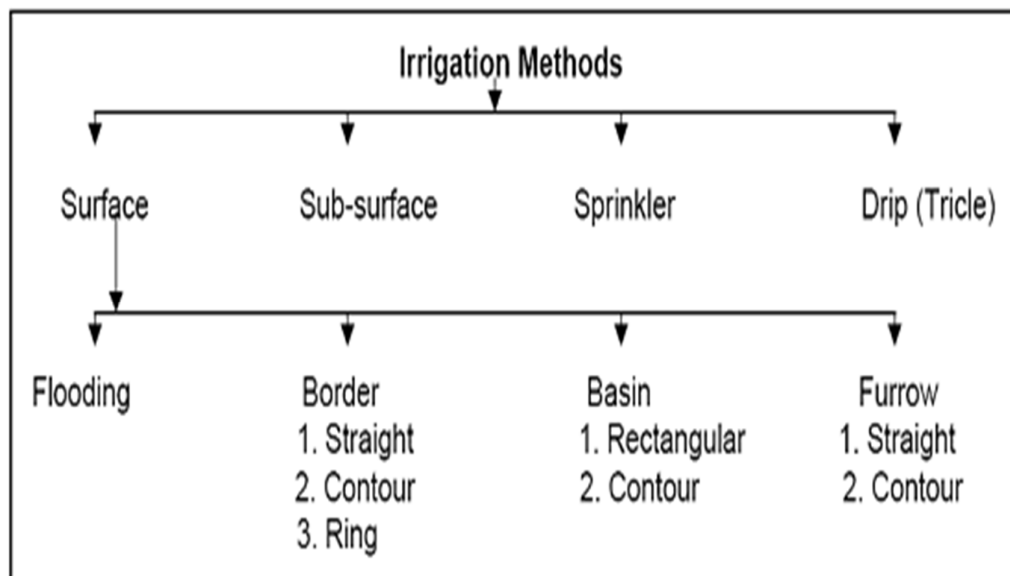 Irrigation Methods
Surface Sub-surface Sprinkler Drip (Tricle)
Flooding Border Basin Furrow
1. Straight 1. Rectangular 1. Straight
2. Contour 2. Contour 2. Contour
3. Ring